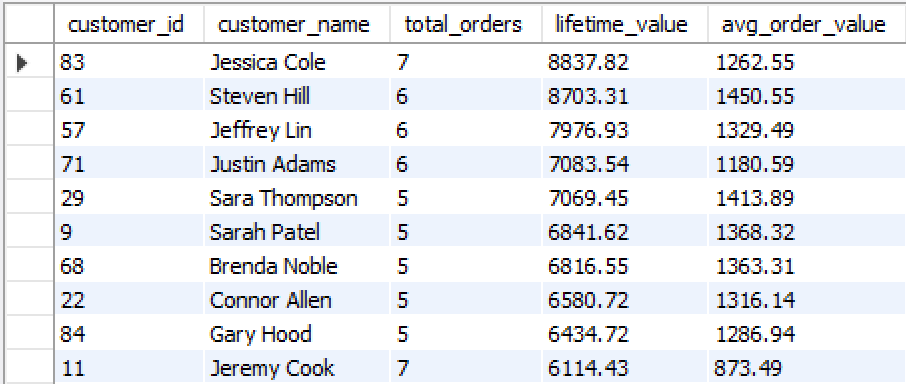 customer_id customer_name total_orders lifetime_value avg_order_value
83 Jessica Cole 7 8837.82 1262.55
61 Steven Hill 6 8703.31 1450.55
57 Jeffrey Lin 6 7976.93 1329.49
71 Justin Adams 6 7083.54 1180.59
29 Sara Thompson 5 7069.45 1413.89
9 Sarah Patel 5 6841.62 1368.32
68 Brenda Noble 5 6816.55 1363.31
22 Connor Allen 5 6580.72 1316.14
84 Gary Hood 5 6434.72 1286.94
11 Jeremy Cook 7 6114.43 873.49